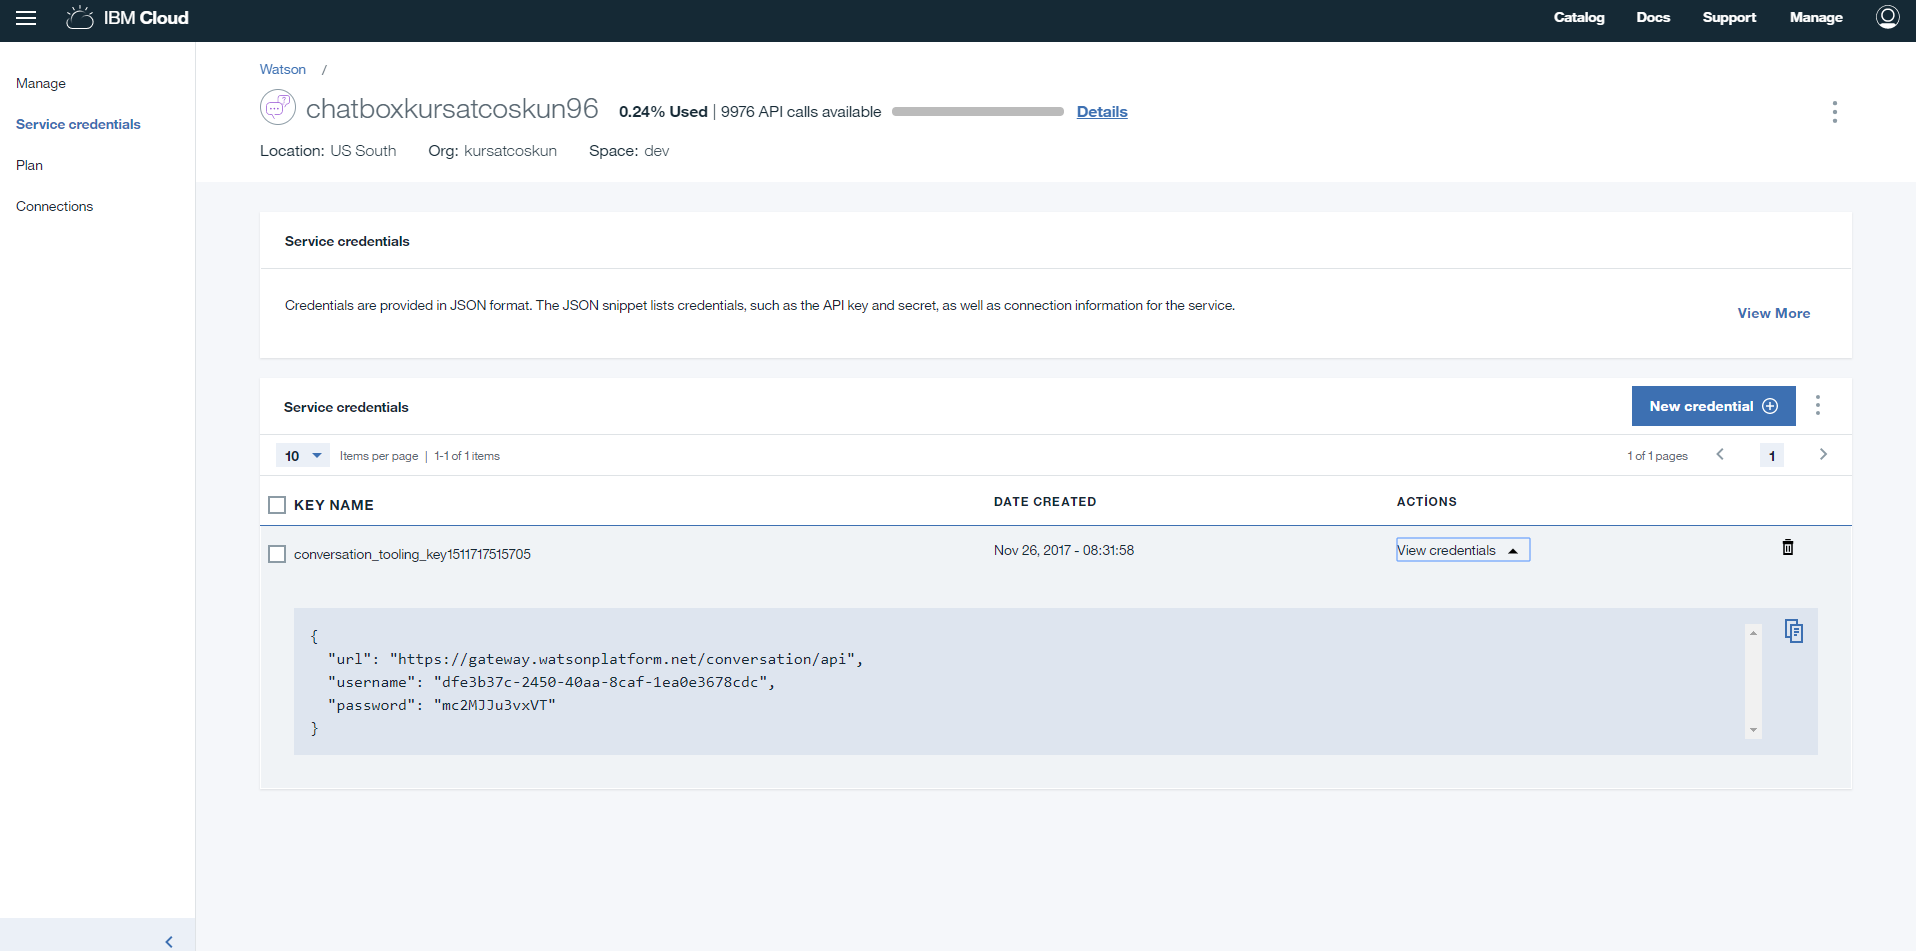 IBM Cloud
Catalog Docs Support Manage
Manage
Service credentials
Plan
Connections
Watson /
chatboxkursatcoskun96 0.24% Used | 9976 API calls available Details
Location: US South Org: kursatcoskun Space: dev
Service credentials
Credentials are provided in JSON format. The JSON snippet lists credentials, such as the API key and secret, as well as connection information for the service.
View More
Service credentials
New credential
10 Items per page | 1-1 of 1 items
1 of 1 pages 1
KEY NAME DATE CREATED ACTİONS
conversation_tooling_key1511717515705 Nov 26, 2017 - 08:31:58 View credentials
{
"url": "https://gateway.watsonplatform.net/conversation/api",
"username": "dfe3b37c-2450-40aa-8caf-1ea0e3678cdc",
"password": "mc2MJJu3vxVT"
}